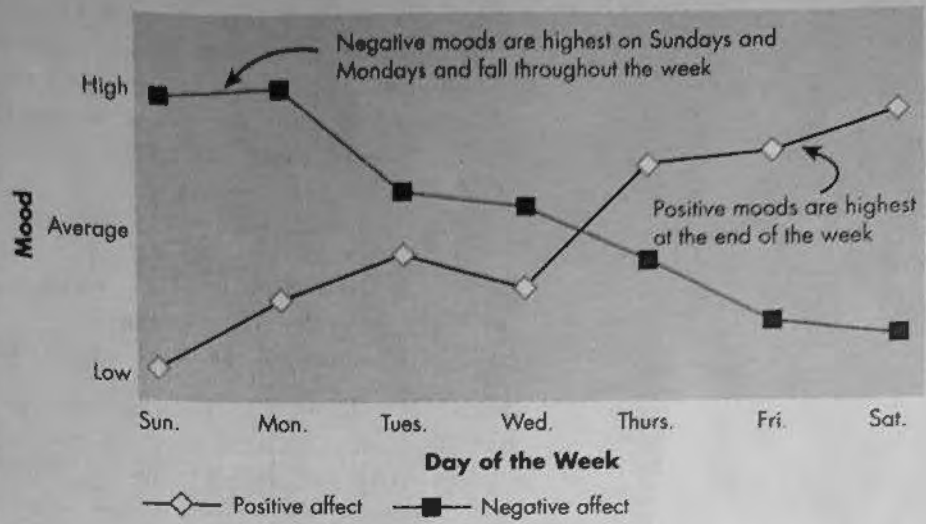 Negative moods are highest on Sundays and
Mondays and fall throughout the week
High
Average
Low
Mood
Positive moods are highest
at the end of the week
Sun. Mon. Tues. Wed. Thurs. Fri. Sat.
Day of the Week
Positive affect Negative affect